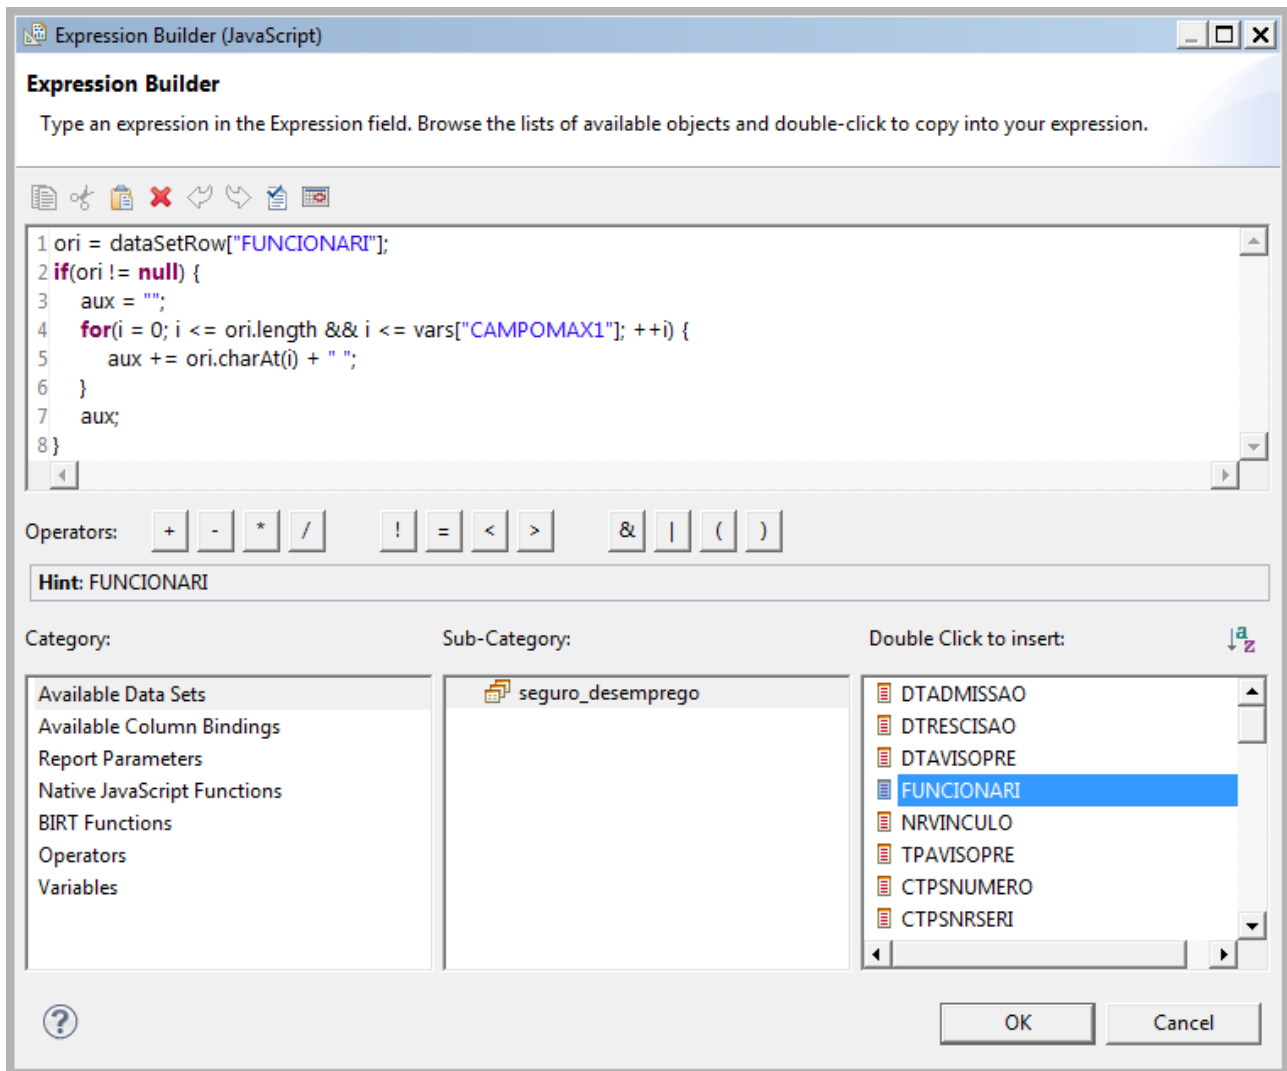 Expression Builder (JavaScript)
Expression Builder
Type an expression in the Expression field. Browse the lists of available objects and double-click to copy into your expression.
1 ori = dataSetRow["FUNCIONARI"];
2 if(ori != null) {
3 aux = "";
4 for(i = 0; i <= ori.length && i <= vars["CAMPOMAX1"]; ++i) {
5 aux += ori.charAt(i) + " ";
6 }
7 aux;
8 }
Operators: + - * / ! = < > & | ( )
Hint: FUNCIONARI
Category:
Available Data Sets
Available Column Bindings
Report Parameters
Native JavaScript Functions
BIRT Functions
Operators
Variables
Sub-Category:
seguro_desemprego
Double Click to insert:
a
z
DTADMISSAO
DTRESCISAO
DTAVISOPRE
FUNCIONARI
NRVINCULO
TPAVISOPRE
CTPSNUMERO
CTPSNRSERI
?
OK
Cancel